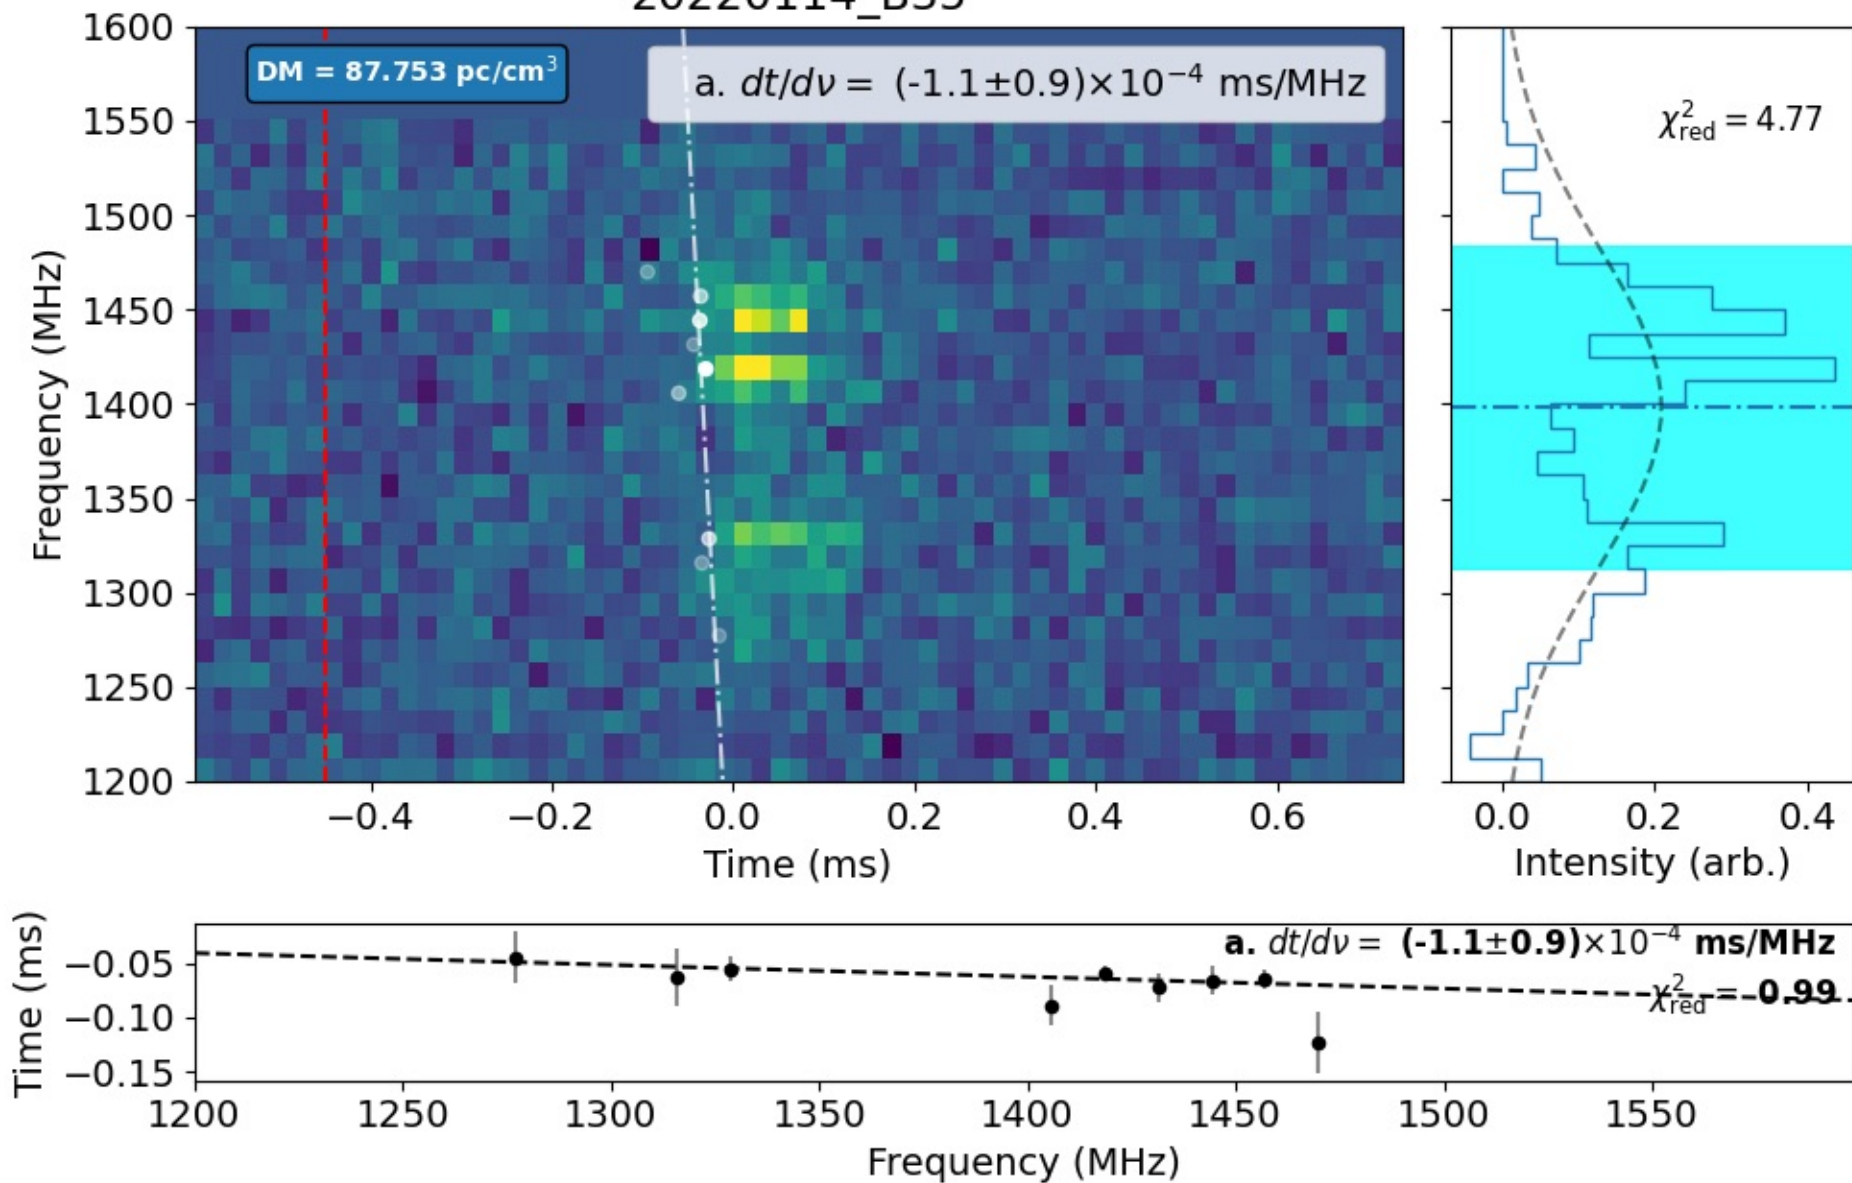 1600
DM = 87.753 pc/cm³
a. dt/dν = (-1.1±0.9)×10⁻⁴ ms/MHz
χ²red = 4.77
1550
1500
1450
1400
1350
1300
1250
1200
Frequency (MHz)
−0.4 −0.2 0.0 0.2 0.4 0.6
Time (ms)
0.0 0.2 0.4
Intensity (arb.)
a. dt/dν = (-1.1±0.9)×10⁻⁴ ms/MHz
χ²red = 0.99
−0.05
−0.10
−0.15
Time (ms)
1200 1250 1300 1350 1400 1450 1500 1550
Frequency (MHz)